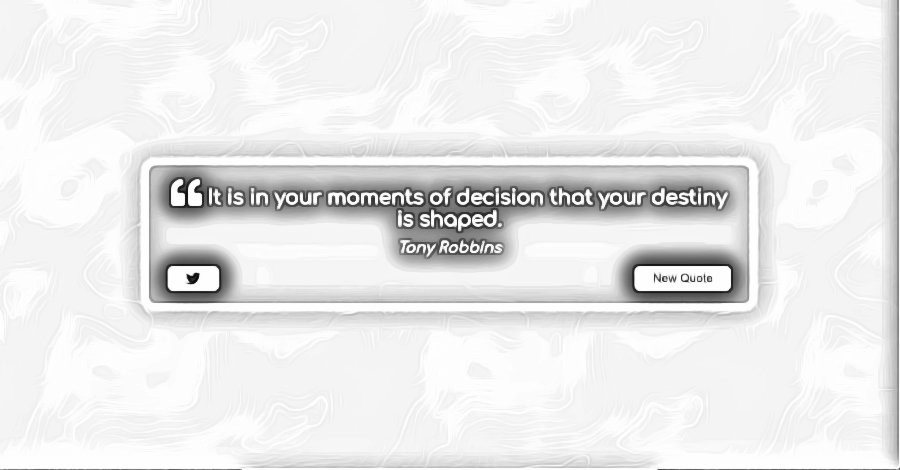 It is in your moments of decision that your destiny
is shaped.
Tony Robbins
New Quote